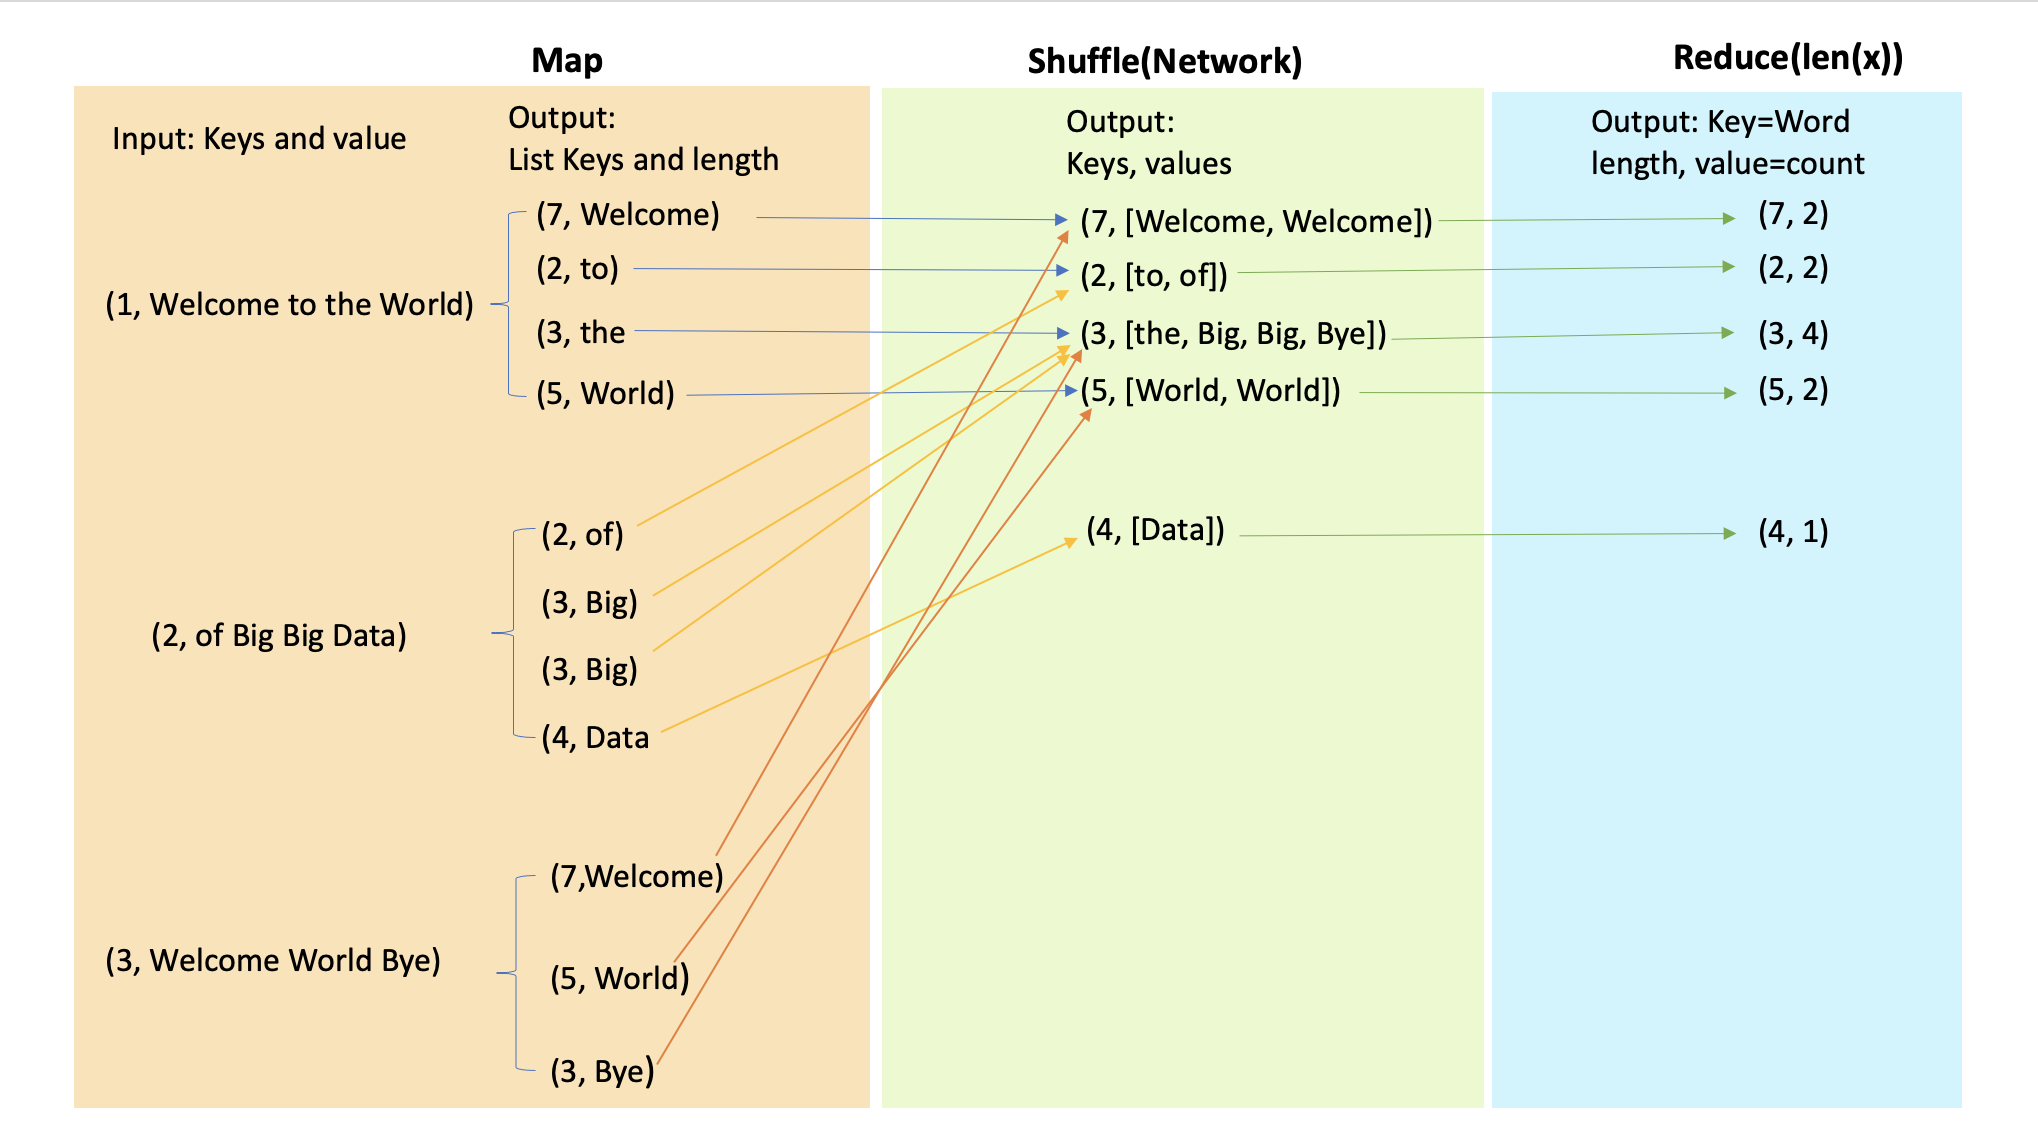 Map
Shuffle(Network)
Reduce(len(x))
Input: Keys and value
Output:
List Keys and length
Output:
Keys, values
Output: Key=Word
length, value=count
(1, Welcome to the World)
(7, Welcome)
(2, to)
(3, the
(5, World)
(2, of Big Big Data)
(2, of)
(3, Big)
(3, Big)
(4, Data
(3, Welcome World Bye)
(7,Welcome)
(5, World)
(3, Bye)
(7, [Welcome, Welcome])
(2, [to, of])
(3, [the, Big, Big, Bye])
(5, [World, World])
(4, [Data])
(7, 2)
(2, 2)
(3, 4)
(5, 2)
(4, 1)